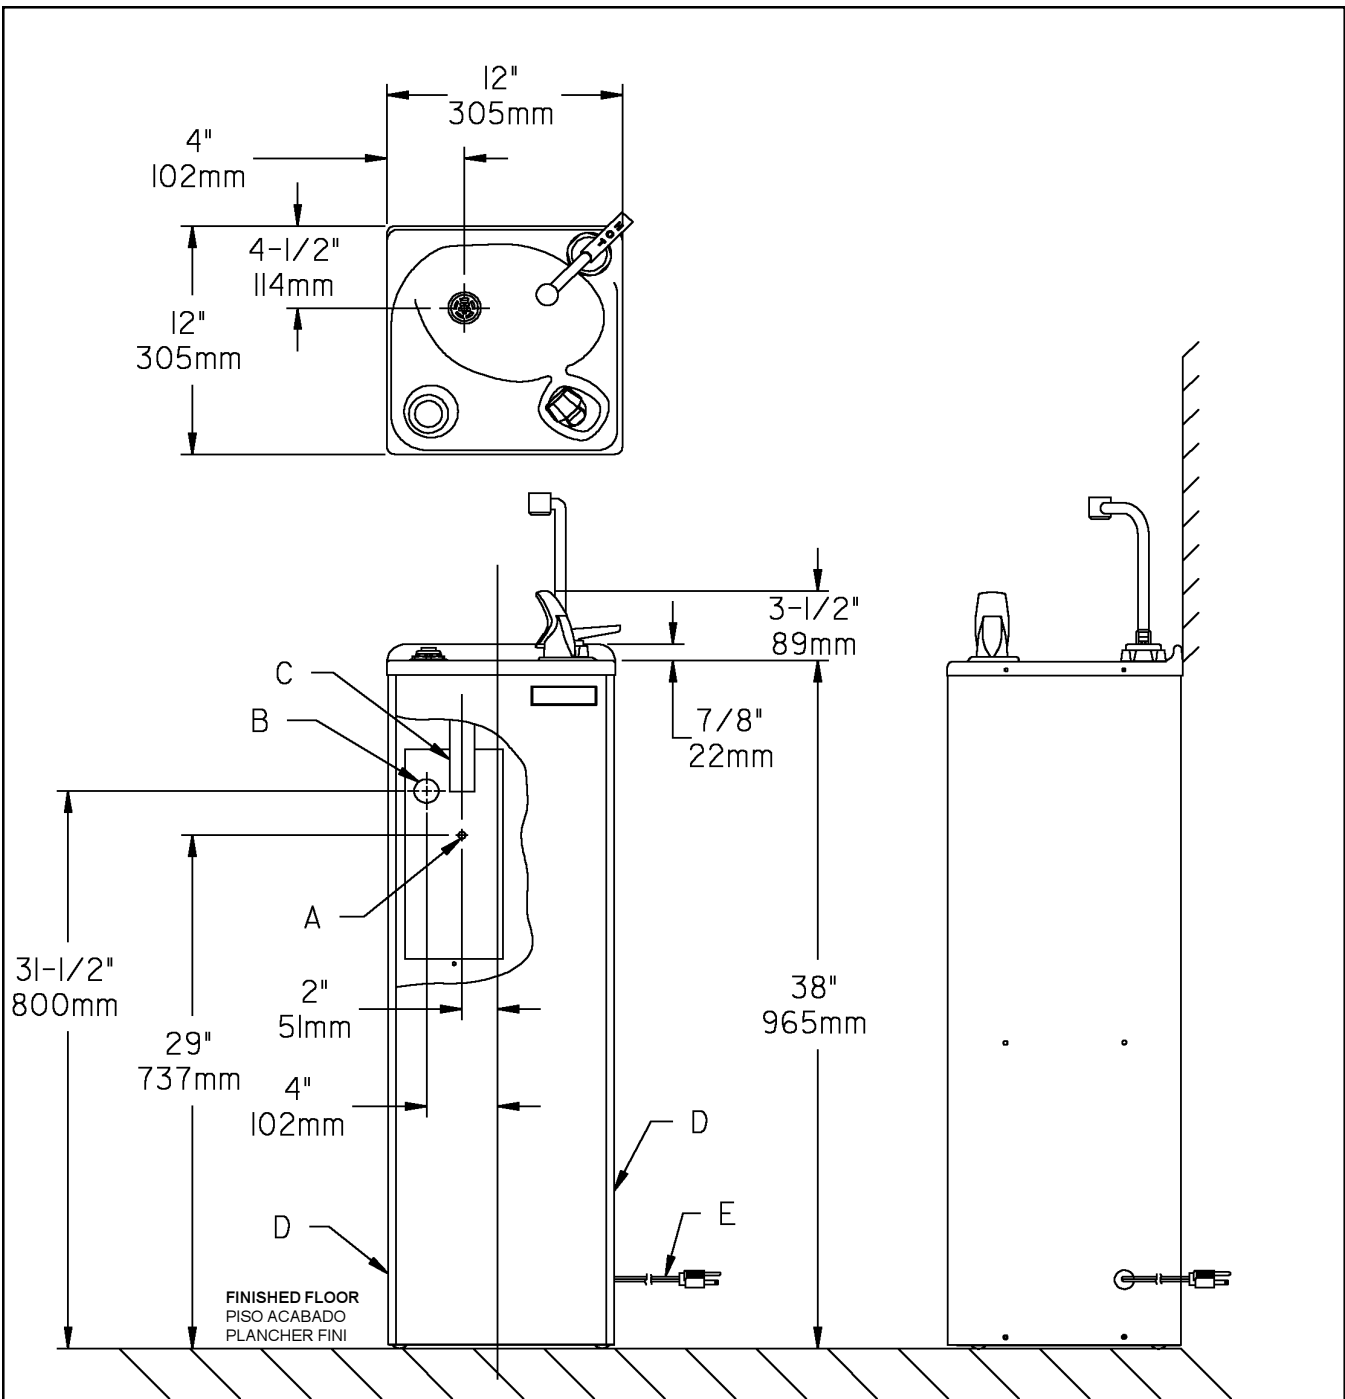 12"
305mm
4"
102mm
HOT
4-1/2"
114mm
12"
305mm
3-1/2"
89mm
C
B
7/8"
22mm
A
31-1/2"
800mm
2"
51mm
38"
965mm
29"
737mm
4"
102mm
D
E
D
FINISHED FLOOR
PISO ACABADO
PLANCHER FINI